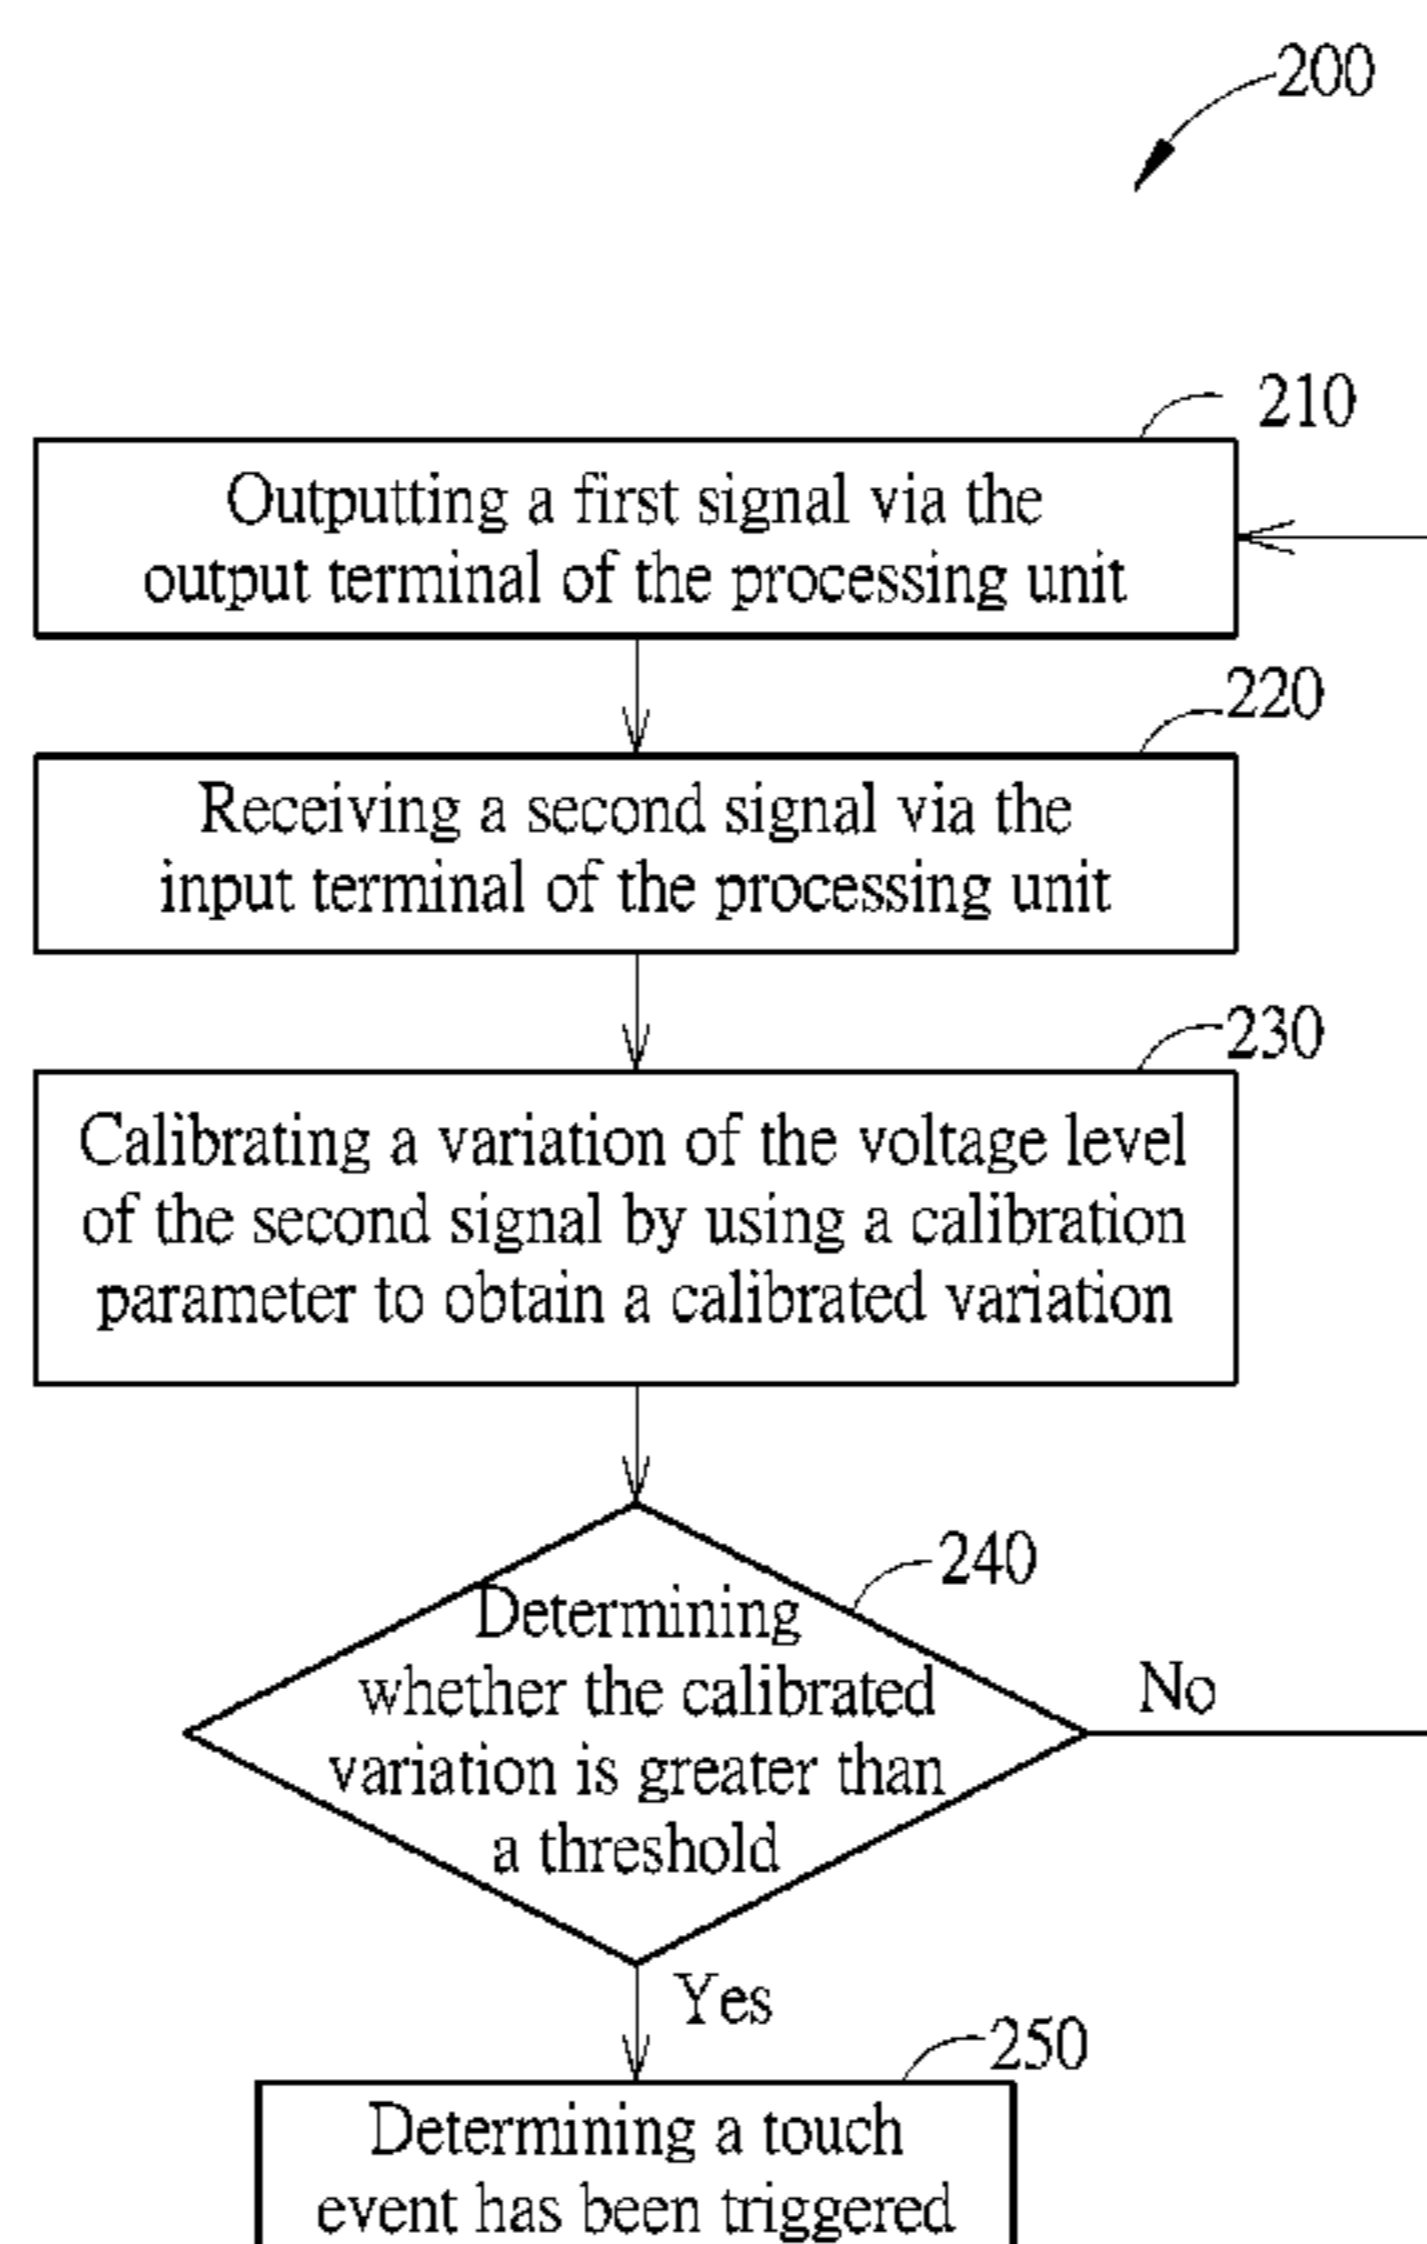 200
210
Outputting a first signal via the
output terminal of the processing unit
220
Receiving a second signal via the
input terminal of the processing unit
230
Calibrating a variation of the voltage level
of the second signal by using a calibration
parameter to obtain a calibrated variation
240
Determining
whether the calibrated
variation is greater than
a threshold
No
Yes
250
Determining a touch
event has been triggered